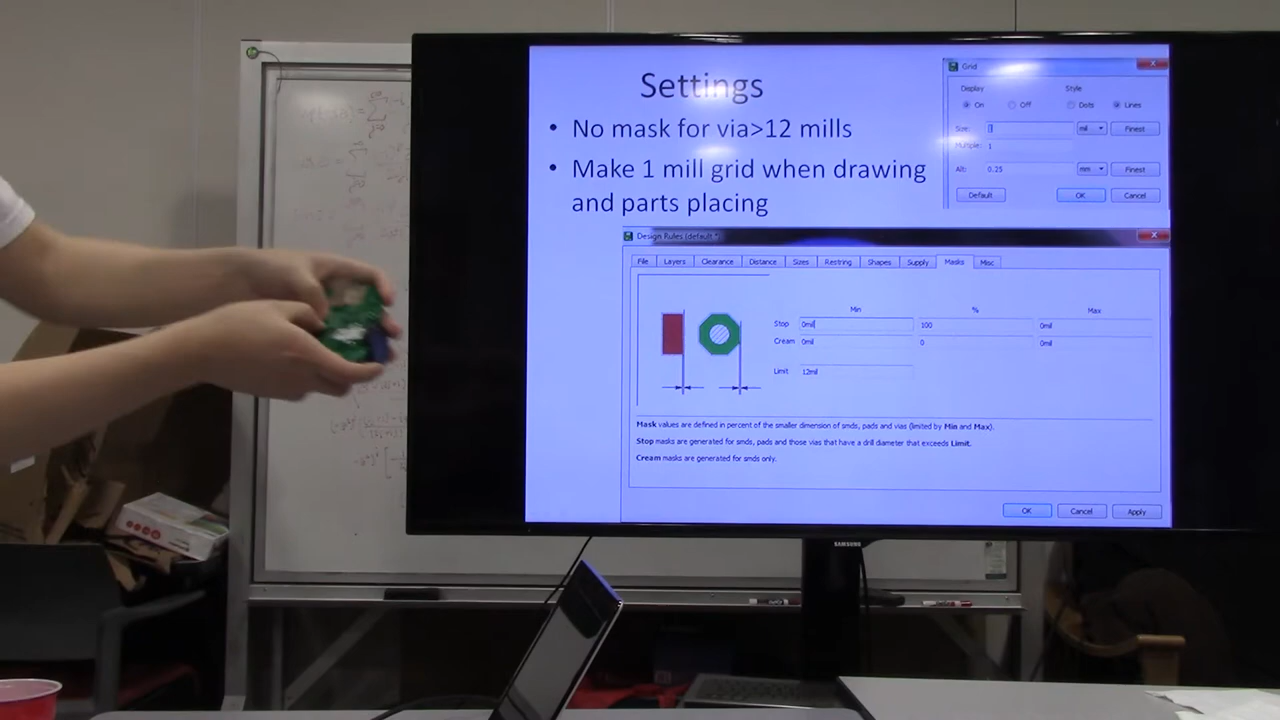 Settings
• No mask for via>12 mills
• Make 1 mill grid when drawing
and parts placing
Grid
Display
Style
On
Off
Dots
Lines
Size:
mil
Finest
Multiple:
1
Alt:
0.25
mm
Finest
Default
OK
Cancel
Design Rules (default *)
File
Layers
Clearance
Distance
Sizes
Restring
Shapes
Supply
Masks
Misc
Min
%
Max
Stop
0mil
100
0mil
Cream
0mil
0
0mil
Limit
12mil
Mask values are defined in percent of the smaller dimension of smds, pads and vias (limited by Min and Max).
Stop masks are generated for smds, pads and those vias that have a drill diameter that exceeds Limit.
Cream masks are generated for smds only.
OK
Cancel
Apply
SAMSUNG